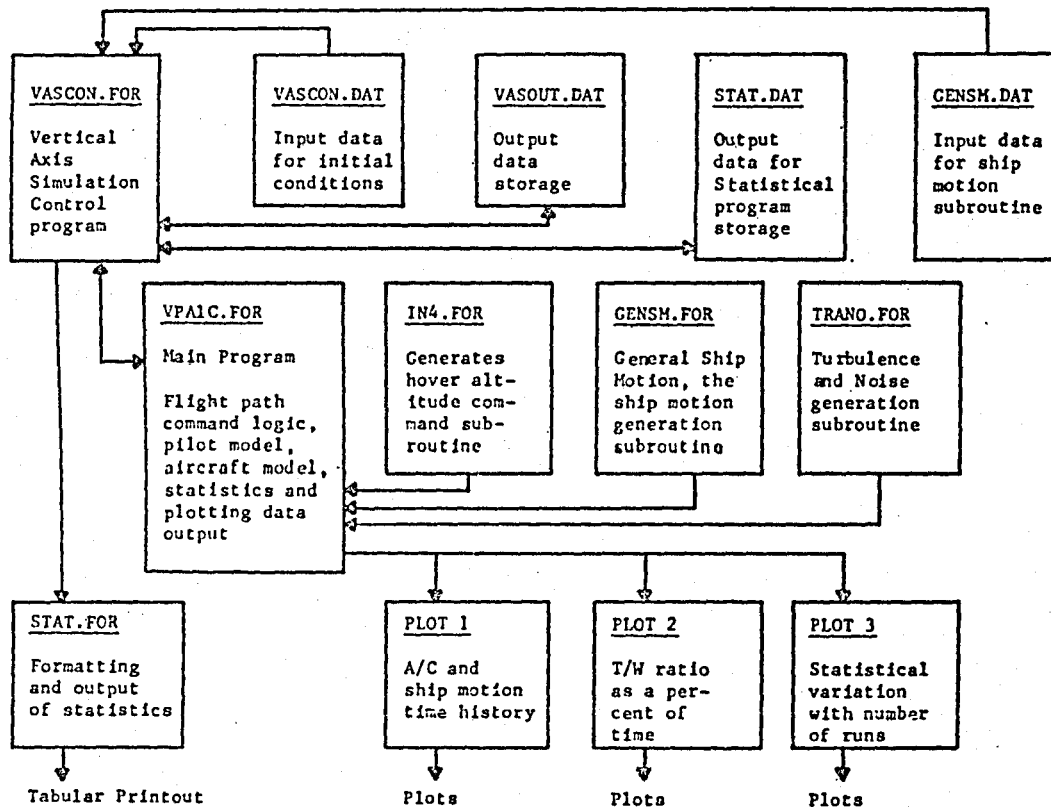 VASCON.FOR
Vertical
Axis
Simulation
Control
program
VASCON.DAT
Input data
for initial
conditions
VASOUT.DAT
Output
data
storage
STAT.DAT
Output
data for
Statistical
program
storage
GENSM.DAT
Input data
for ship
motion
subroutine
VPA1C.FOR
Main Program
Flight path
command logic,
pilot model,
aircraft model,
statistics and
plotting data
output
IN4.FOR
Generates
hover alt-
itude com-
mand sub-
routine
GENSM.FOR
General Ship
Motion, the
ship motion
generation
subroutine
TRANO.FOR
Turbulence
and Noise
generation
subroutine
STAT.FOR
Formatting
and output
of statistics
PLOT 1
A/C and
ship motion
time history
PLOT 2
T/W ratio
as a per-
cent of
time
PLOT 3
Statistical
variation
with number
of runs
Tabular Printout
Plots
Plots
Plots